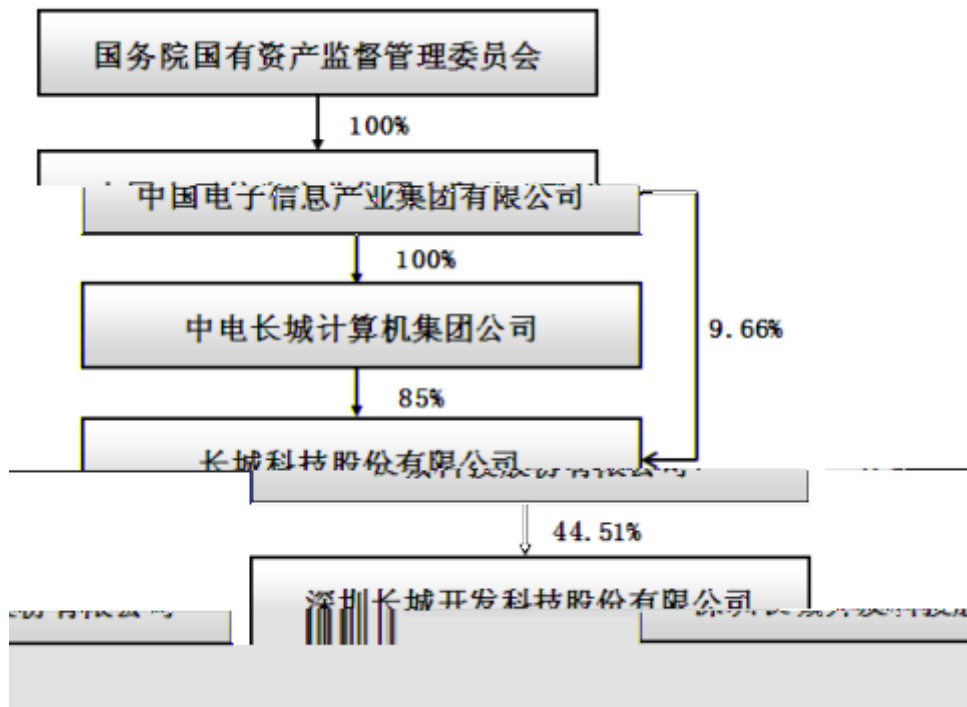 国务院国有资产监督管理委员会
100%
中国电子信息产业集团有限公司
100%
中电长城计算机集团公司
9.66%
85%
长城科技股份有限公司
44.51%
深圳长城开发科技股份有限公司